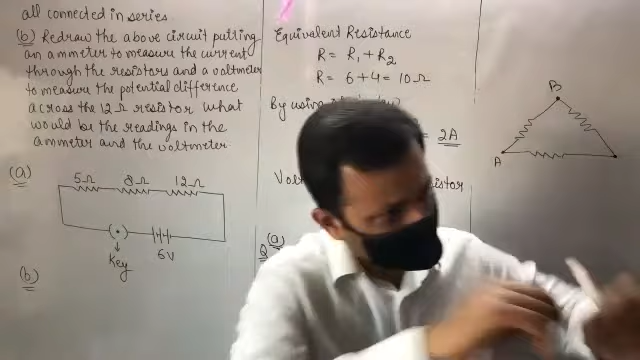 all connected in series
(b) Redraw the above circuit putting
an ammeter to measure the current
through the resistors and a voltmeter
to measure the potential difference
across the 12Ω resistor what
would be the readings in the
ammeter and the voltmeter
(a)
5Ω 8Ω 12Ω
Key
6V
(b)
Equivalent Resistance
R = R₁ + R₂
R = 6 + 4 = 10Ω
By using
= 2A
(a)
Q
B
A